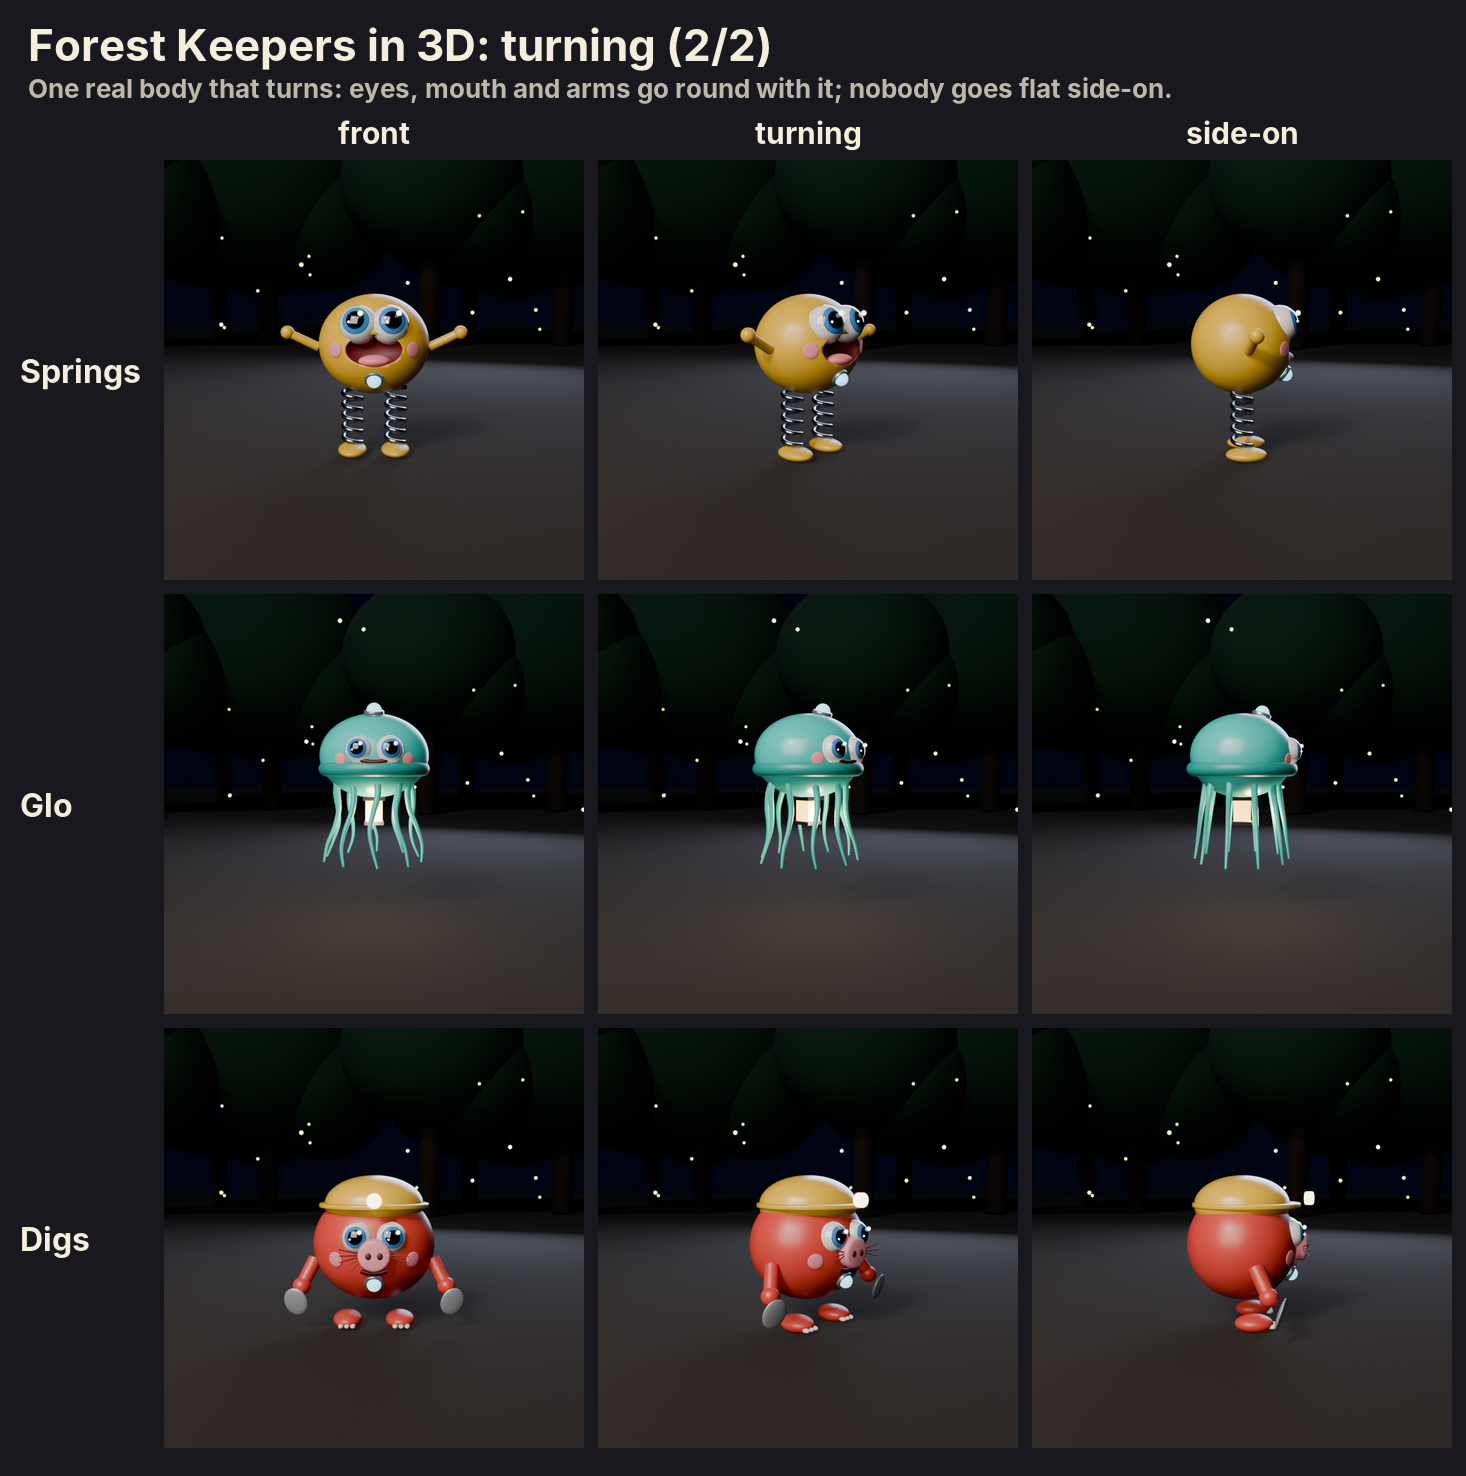 Forest Keepers in 3D: turning (2/2)
One real body that turns: eyes, mouth and arms go round with it; nobody goes flat side-on.
front turning side-on
Springs
Glo
Digs